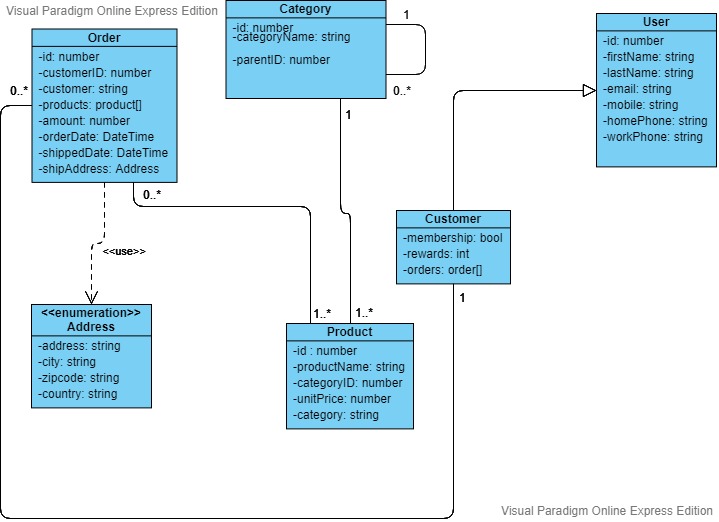 Visual Paradigm Online Express Edition
Order
-id: number
-customerID: number
-customer: string
-products: product[]
-amount: number
-orderDate: DateTime
-shippedDate: DateTime
-shipAddress: Address
0..*
0..*
Category
-id: number
-categoryName: string
-parentID: number
1
0..*
1
User
-id: number
-firstName: string
-lastName: string
-email: string
-mobile: string
-homePhone: string
-workPhone: string
Customer
-membership: bool
-rewards: int
-orders: order[]
1
<<use>>
<<enumeration>>
Address
-address: string
-city: string
-zipcode: string
-country: string
1..*
1..*
Product
-id : number
-productName: string
-categoryID: number
-unitPrice: number
-category: string
Visual Paradigm Online Express Edition